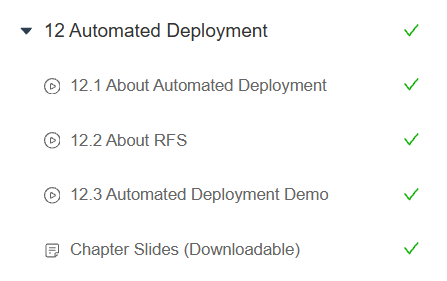 12 Automated Deployment
12.1 About Automated Deployment
12.2 About RFS
12.3 Automated Deployment Demo
Chapter Slides (Downloadable)